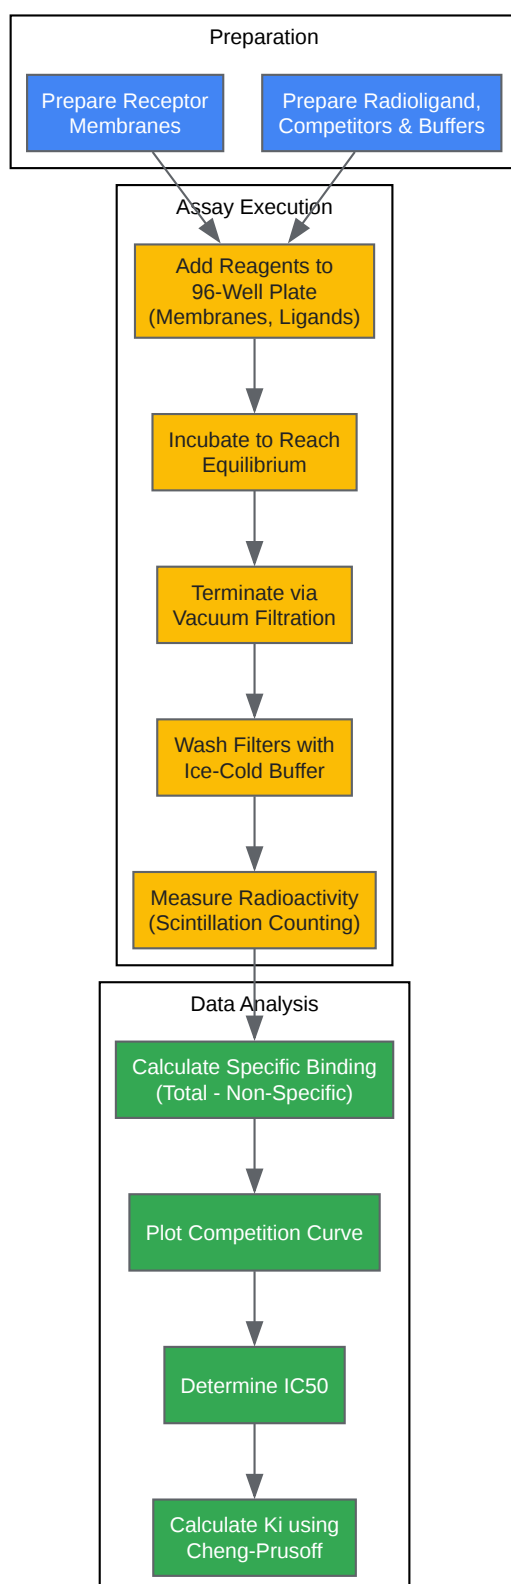 Preparation
Prepare Receptor
Membranes
Prepare Radioligand,
Competitors & Buffers
Assay Execution
Add Reagents to
96-Well Plate
(Membranes, Ligands)
Incubate to Reach
Equilibrium
Terminate via
Vacuum Filtration
Wash Filters with
Ice-Cold Buffer
Measure Radioactivity
(Scintillation Counting)
Data Analysis
Calculate Specific Binding
(Total - Non-Specific)
Plot Competition Curve
Determine IC50
Calculate Ki using
Cheng-Prusoff